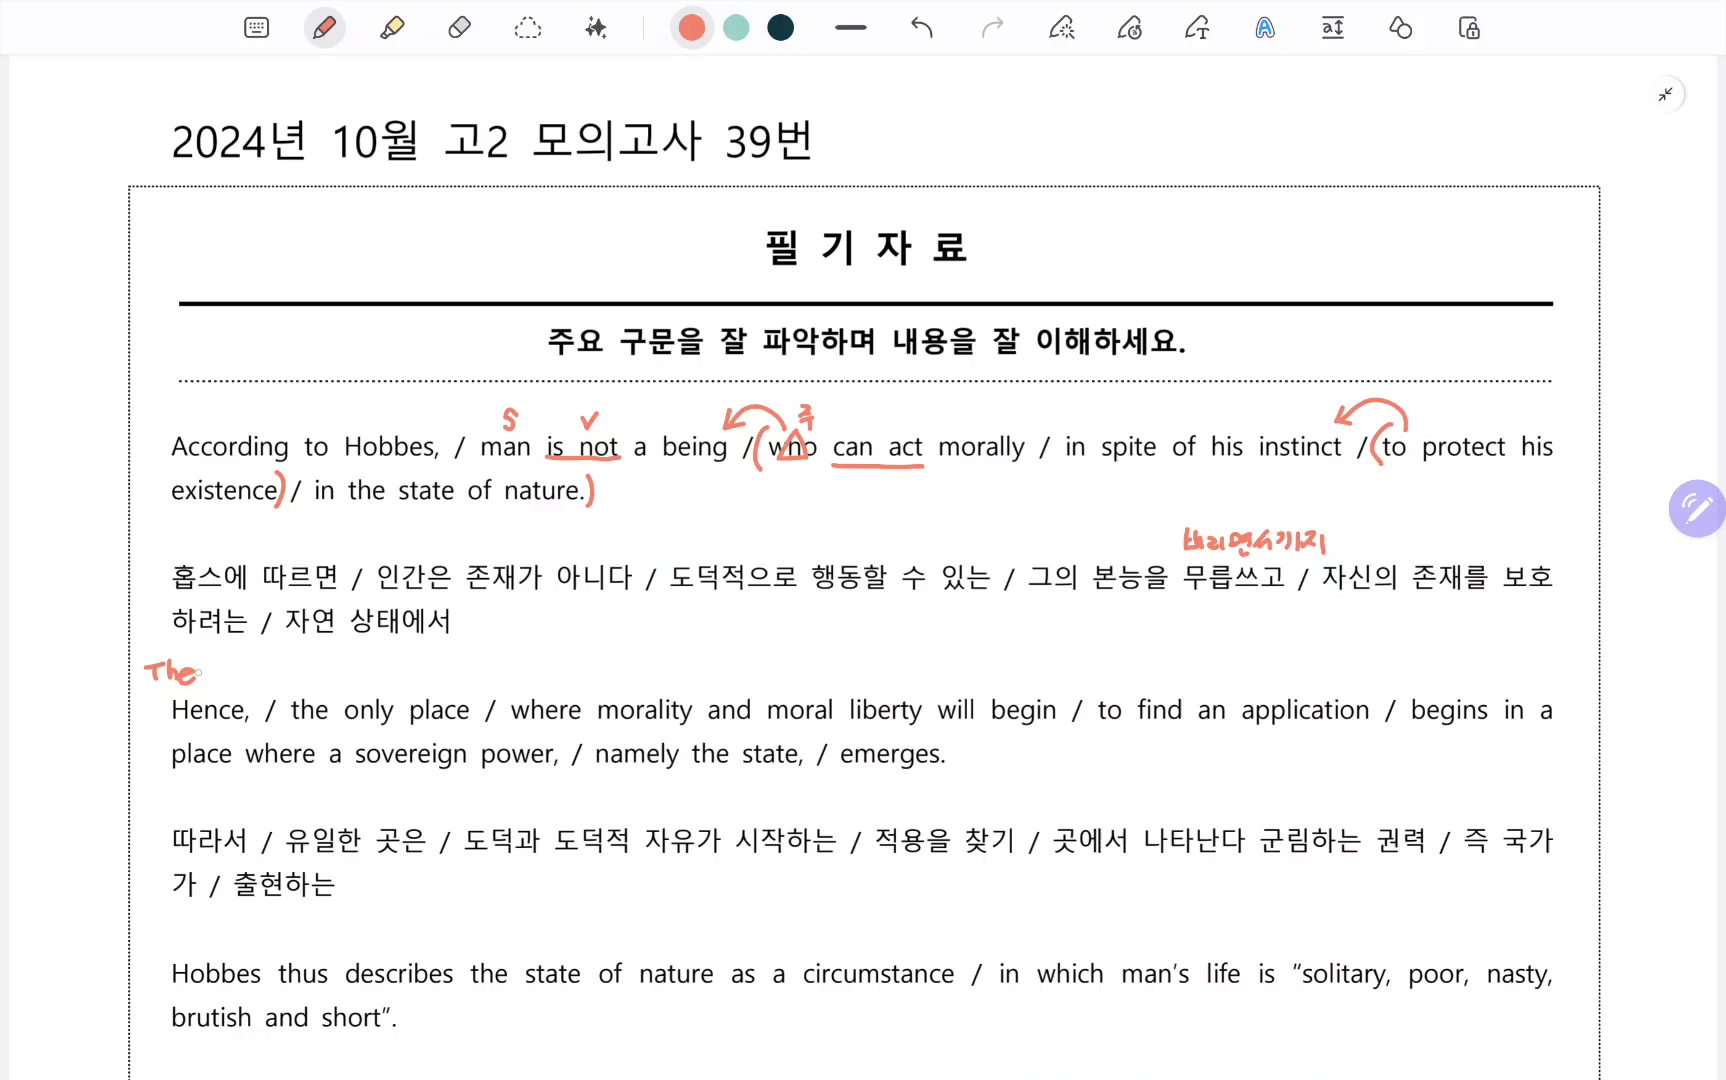 2024년 10월 고2 모의고사 39번
필 기 자 료
주요 구문을 잘 파악하며 내용을 잘 이해하세요.
S V 주
According to Hobbes, / man is not a being / who can act morally / in spite of his instinct / to protect his
existence / in the state of nature.
홉스에 따르면 / 인간은 존재가 아니다 / 도덕적으로 행동할 수 있는 / 그의 본능을 무릅쓰고 / 자신의 존재를 보호
하려는 / 자연 상태에서
The
Hence, / the only place / where morality and moral liberty will begin / to find an application / begins in a
place where a sovereign power, / namely the state, / emerges.
따라서 / 유일한 곳은 / 도덕과 도덕적 자유가 시작하는 / 적용을 찾기 / 곳에서 나타난다 군림하는 권력 / 즉 국가
가 / 출현하는
Hobbes thus describes the state of nature as a circumstance / in which man's life is “solitary, poor, nasty,
brutish and short”.